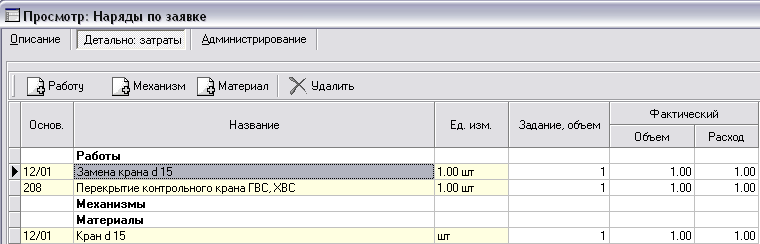 Просмотр: Наряды по заявке
Описание Детально: затраты Администрирование
Работу Механизм Материал Удалить
Основ. Название Ед. изм. Задание, объем Фактический
Объем Расход
Работы
12/01 Замена крана d 15 1.00 шт 1 1.00 1.00
208 Перекрытие контрольного крана ГВС, ХВС 1.00 шт 1 1.00 1.00
Механизмы
Материалы
12/01 Кран d 15 шт 1 1.00 1.00